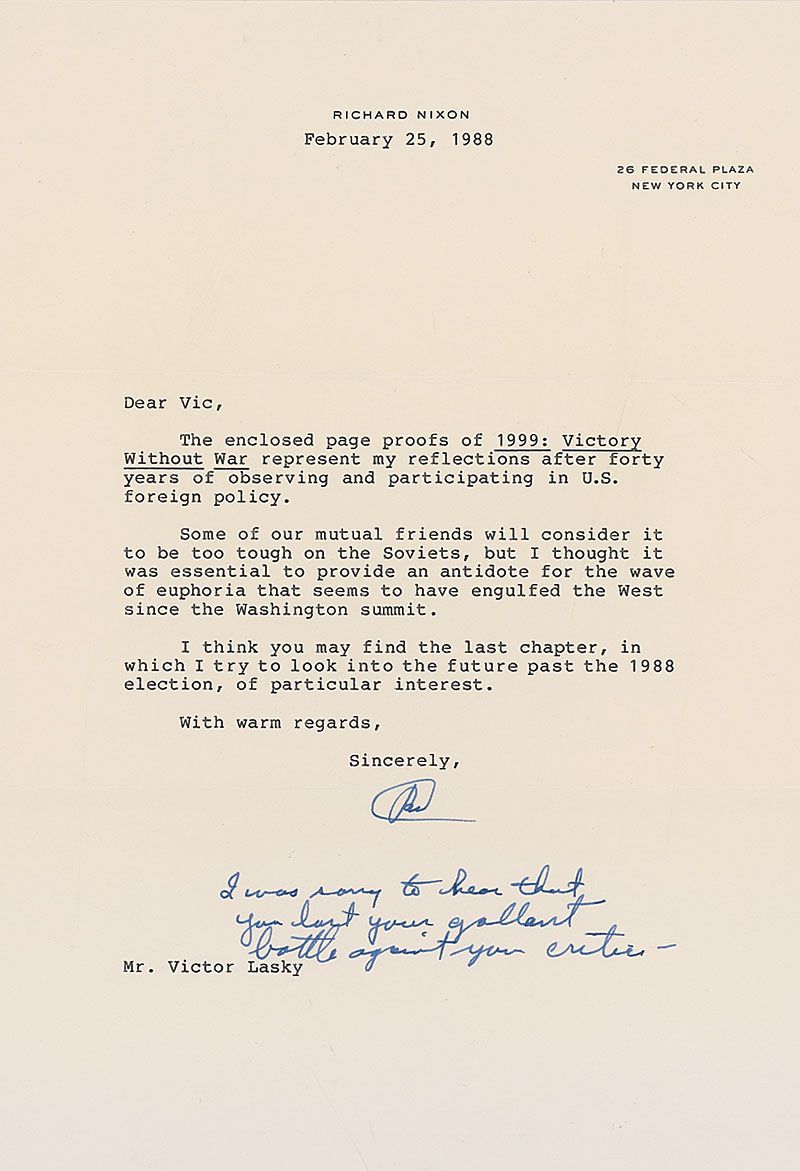 RICHARD NIXON
February 25, 1988
26 FEDERAL PLAZA
NEW YORK CITY
Dear Vic,
The enclosed page proofs of 1999: Victory
Without War represent my reflections after forty
years of observing and participating in U.S.
foreign policy.
Some of our mutual friends will consider it
to be too tough on the Soviets, but I thought it
was essential to provide an antidote for the wave
of euphoria that seems to have engulfed the West
since the Washington summit.
I think you may find the last chapter, in
which I try to look into the future past the 1988
election, of particular interest.
With warm regards,
Sincerely,
I was sorry to hear that
you lost your gallant
battle against your critics —
Mr. Victor Lasky